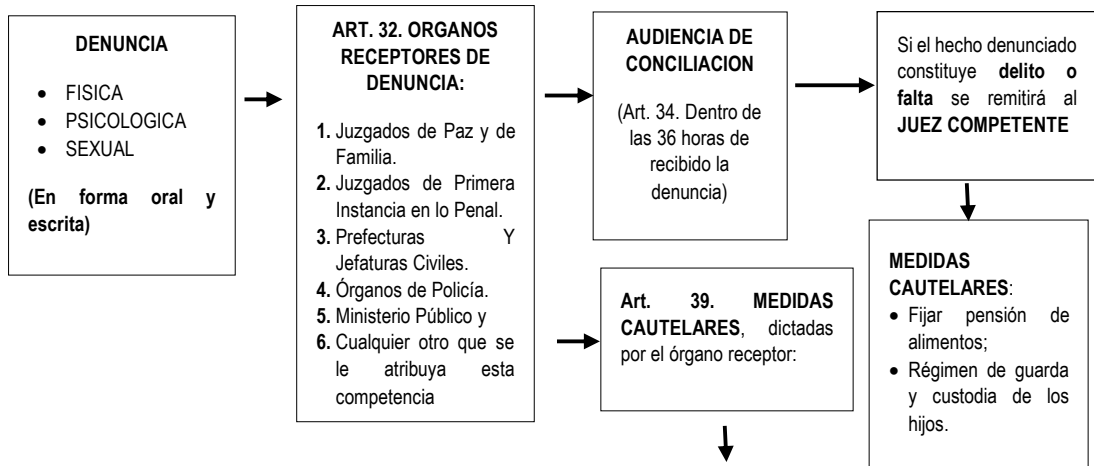 DENUNCIA
• FISICA
• PSICOLOGICA
• SEXUAL
(En forma oral y
escrita)
ART. 32. ORGANOS
RECEPTORES DE
DENUNCIA:
1. Juzgados de Paz y de
Familia.
2. Juzgados de Primera
Instancia en lo Penal.
3. Prefecturas Y
Jefaturas Civiles.
4. Órganos de Policía.
5. Ministerio Público y
6. Cualquier otro que se
le atribuya esta
competencia
AUDIENCIA DE
CONCILIACION
(Art. 34. Dentro de
las 36 horas de
recibido la
denuncia)
Si el hecho denunciado
constituye delito o
falta se remitirá al
JUEZ COMPETENTE
Art. 39. MEDIDAS
CAUTELARES, dictadas
por el órgano receptor:
MEDIDAS
CAUTELARES:
• Fijar pensión de
alimentos;
• Régimen de guarda
y custodia de los
hijos.